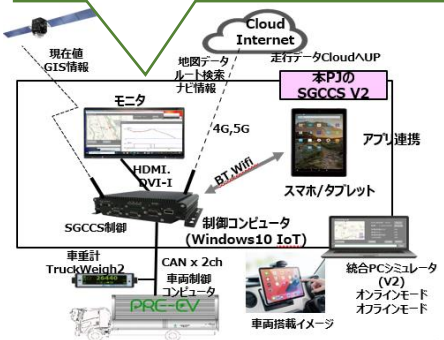 Cloud
Internet
現在値
GIS情報
地図データ
ルート検索
ナビ情報
走行データCloudへUP
本PJの
SGCCS V2
モニタ
4G,5G
アプリ連携
HDMI.
DVI-I
BT,Wifi
スマホ/タブレット
SGCCS制御
制御コンピュータ
(Windows10 IoT)
車重計
TruckWeigh2
CAN x 2ch
車両制御
コンピュータ
26440
PRE-EV
車両搭載イメージ
統合PCシミュレータ
(V2)
オンラインモード
オフラインモード